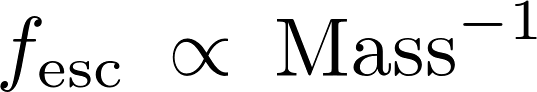 f_esc ∝ Mass⁻¹